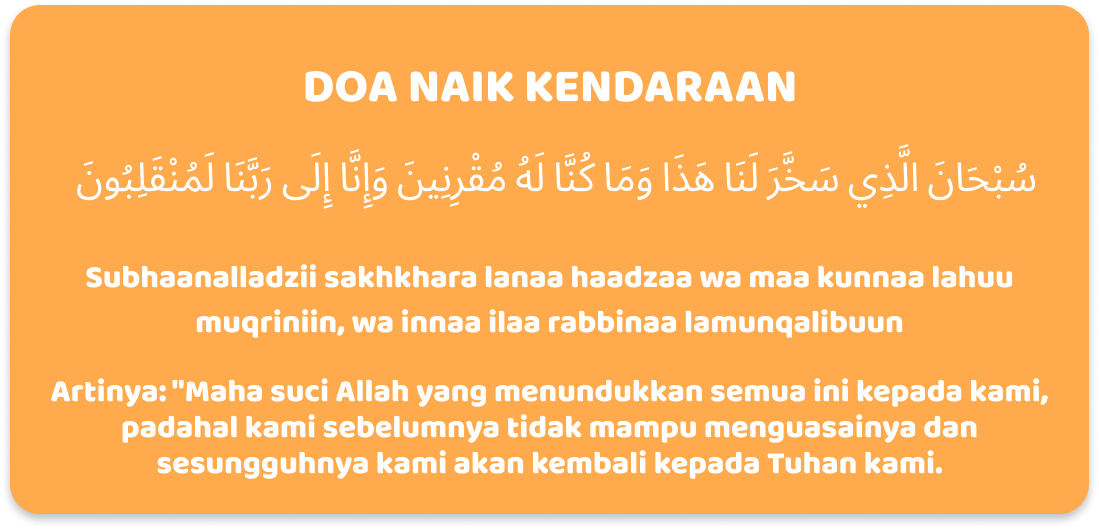 DOA NAIK KENDARAAN
سُبْحَانَ الَّذِي سَخَّرَ لَنَا هَذَا وَمَا كُنَّا لَهُ مُقْرِنِينَ وَإِنَّا إِلَى رَبَّنَا لَمُنْقَلِبُونَ
Subhaanalladzii sakhkhara lanaa haadzaa wa maa kunnaa lahuu
muqriniin, wa innaa ilaa rabbinaa lamunqalibuun
Artinya: "Maha suci Allah yang menundukkan semua ini kepada kami,
padahal kami sebelumnya tidak mampu menguasainya dan
sesungguhnya kami akan kembali kepada Tuhan kami.